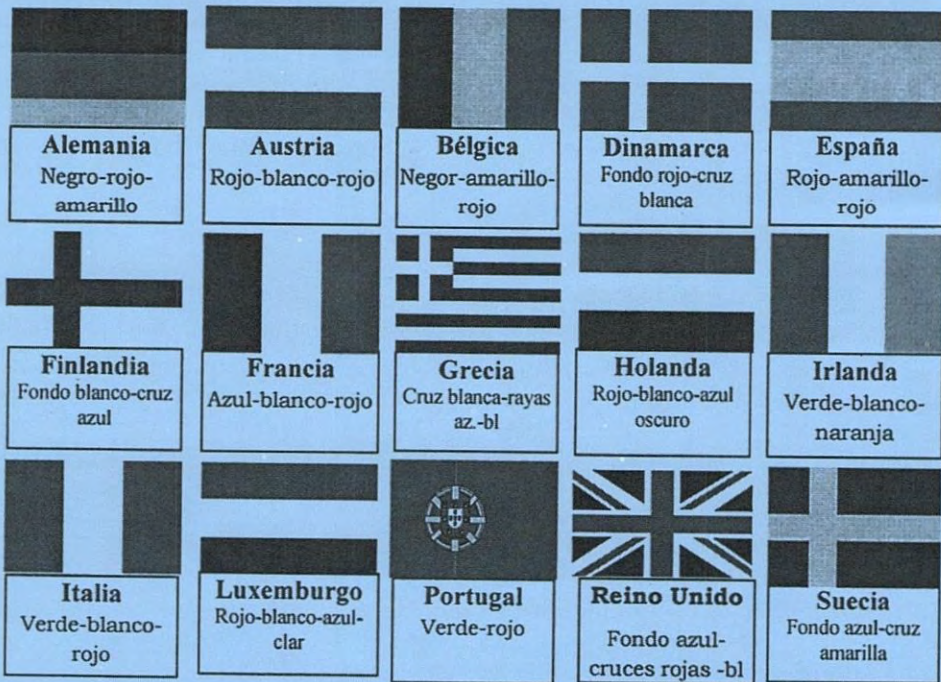 Alemania
Negro-rojo-
amarillo
Austria
Rojo-blanco-rojo
Bélgica
Negor-amarillo-
rojo
Dinamarca
Fondo rojo-cruz
blanca
España
Rojo-amarillo-
rojo
Finlandia
Fondo blanco-cruz
azul
Francia
Azul-blanco-rojo
Grecia
Cruz blanca-rayas
az.-bl
Holanda
Rojo-blanco-azul
oscuro
Irlanda
Verde-blanco-
naranja
Italia
Verde-blanco-
rojo
Luxemburgo
Rojo-blanco-azul-
clar
Portugal
Verde-rojo
Reino Unido
Fondo azul-
cruces rojas -bl
Suecia
Fondo azul-cruz
amarilla